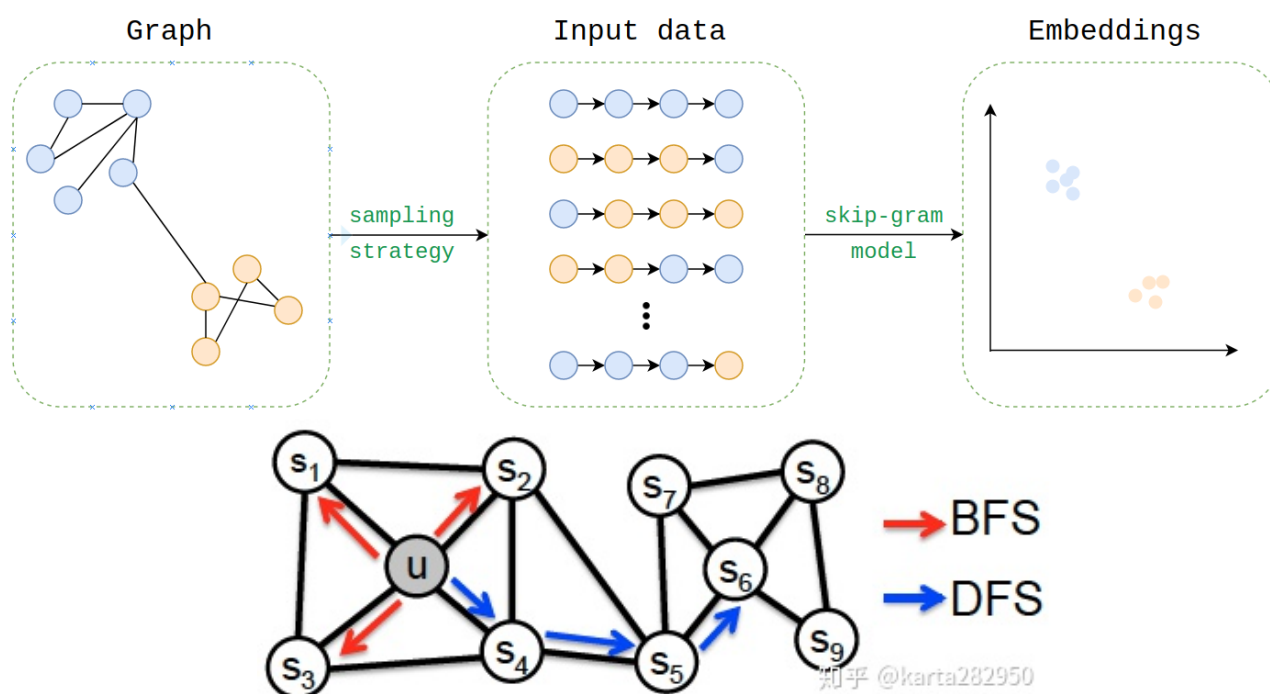 Graph
Input data
Embeddings
sampling
strategy
skip-gram
model
s1
s2
s7
s8
BFS
u
s6
DFS
s3
s4
s5
s9
知乎 @karta282950